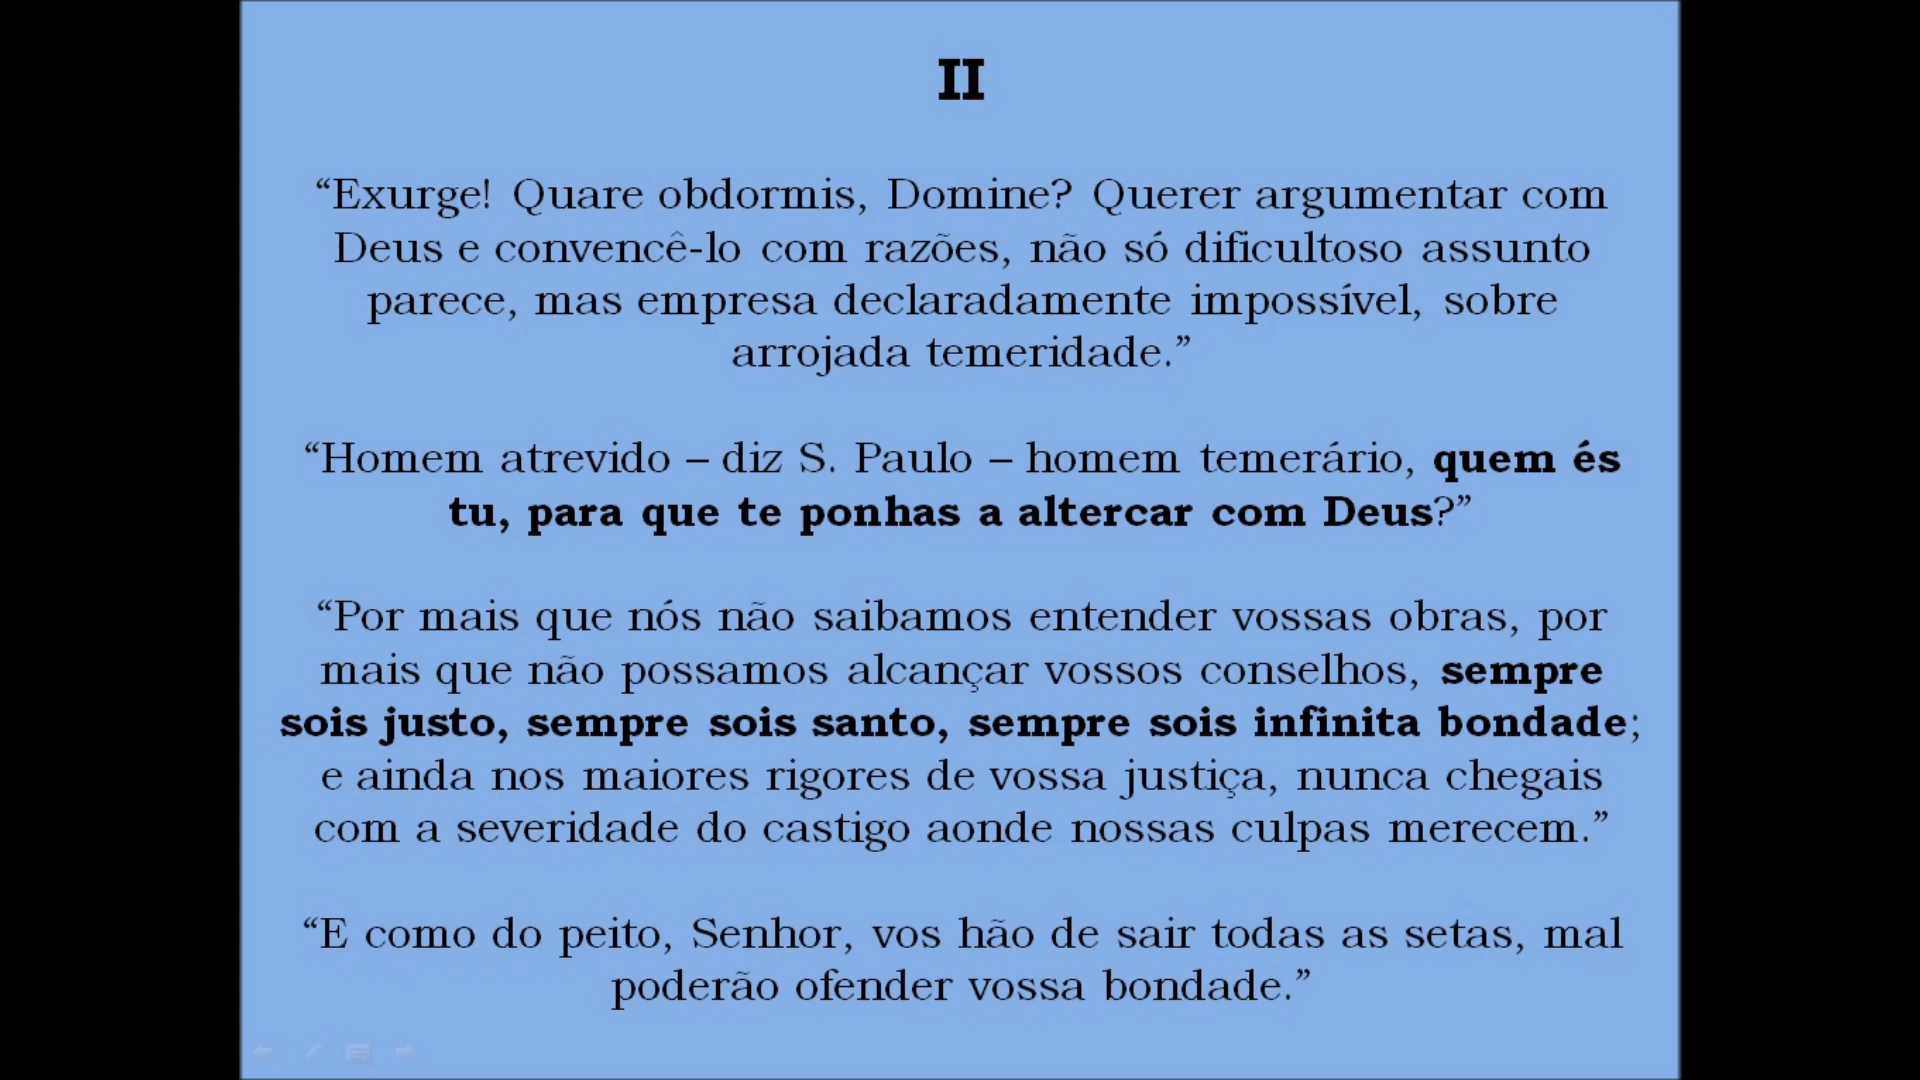 II
“Exurge! Quare obdormis, Domine? Querer argumentar com
Deus e convencê-lo com razões, não só dificultoso assunto
parece, mas empresa declaradamente impossível, sobre
arrojada temeridade.”
“Homem atrevido – diz S. Paulo – homem temerário, quem és
tu, para que te ponhas a altercar com Deus?”
“Por mais que nós não saibamos entender vossas obras, por
mais que não possamos alcançar vossos conselhos, sempre
sois justo, sempre sois santo, sempre sois infinita bondade;
e ainda nos maiores rigores de vossa justiça, nunca chegais
com a severidade do castigo aonde nossas culpas merecem.”
“E como do peito, Senhor, vos hão de sair todas as setas, mal
poderão ofender vossa bondade.”